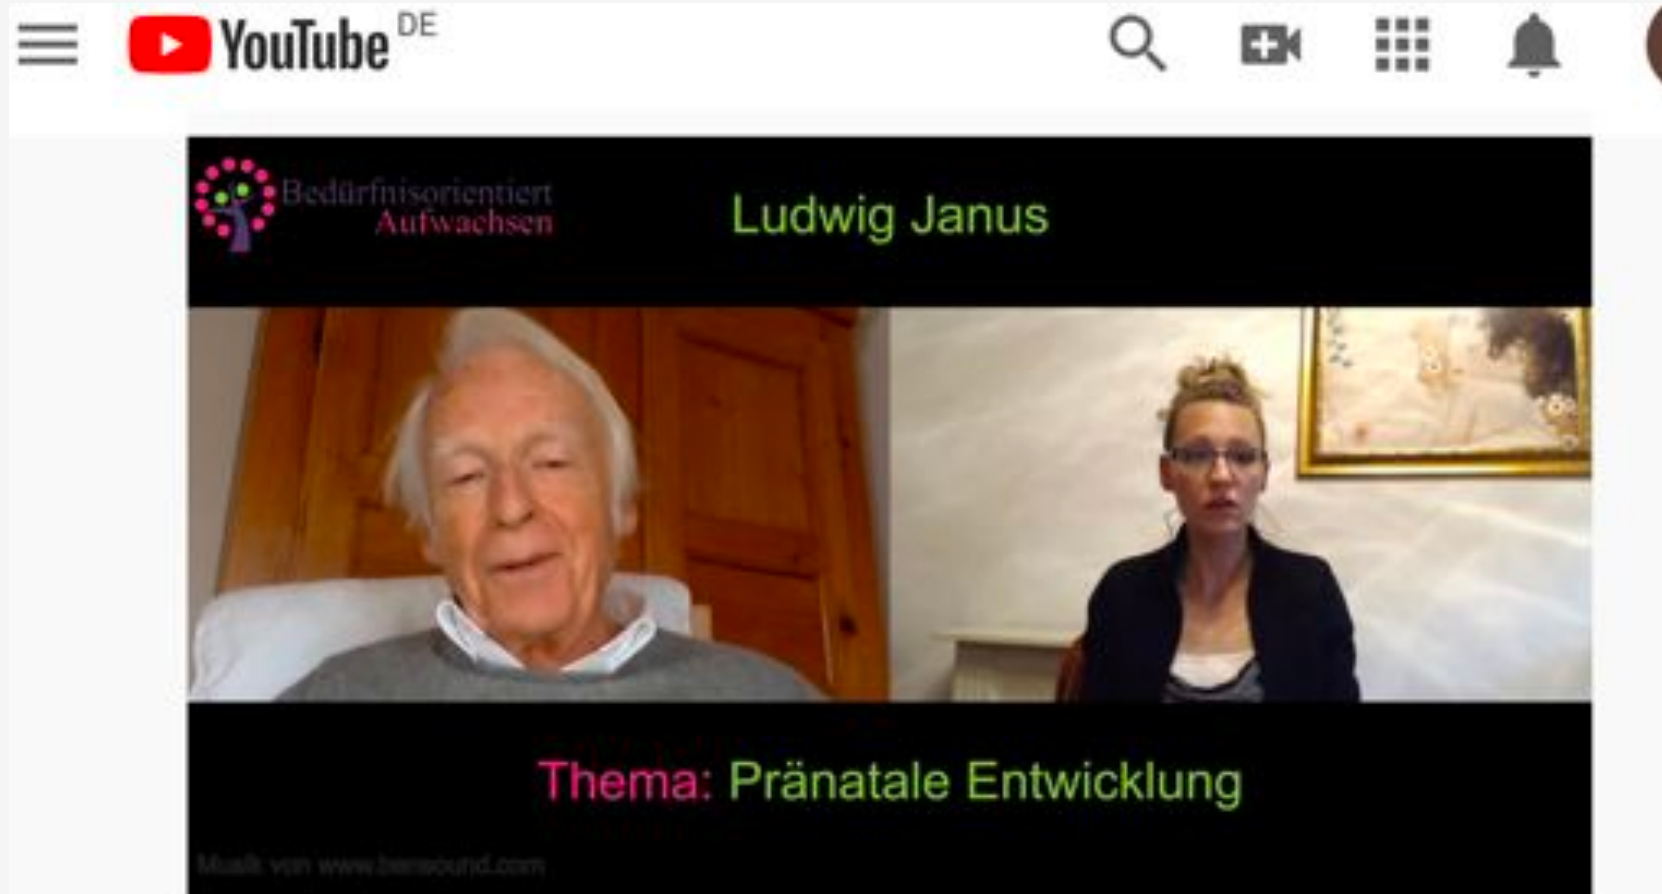 YouTube DE
Bedürfnisorientiert
Aufwachsen
Ludwig Janus
Thema: Pränatale Entwicklung
Musik von www.bensound.com